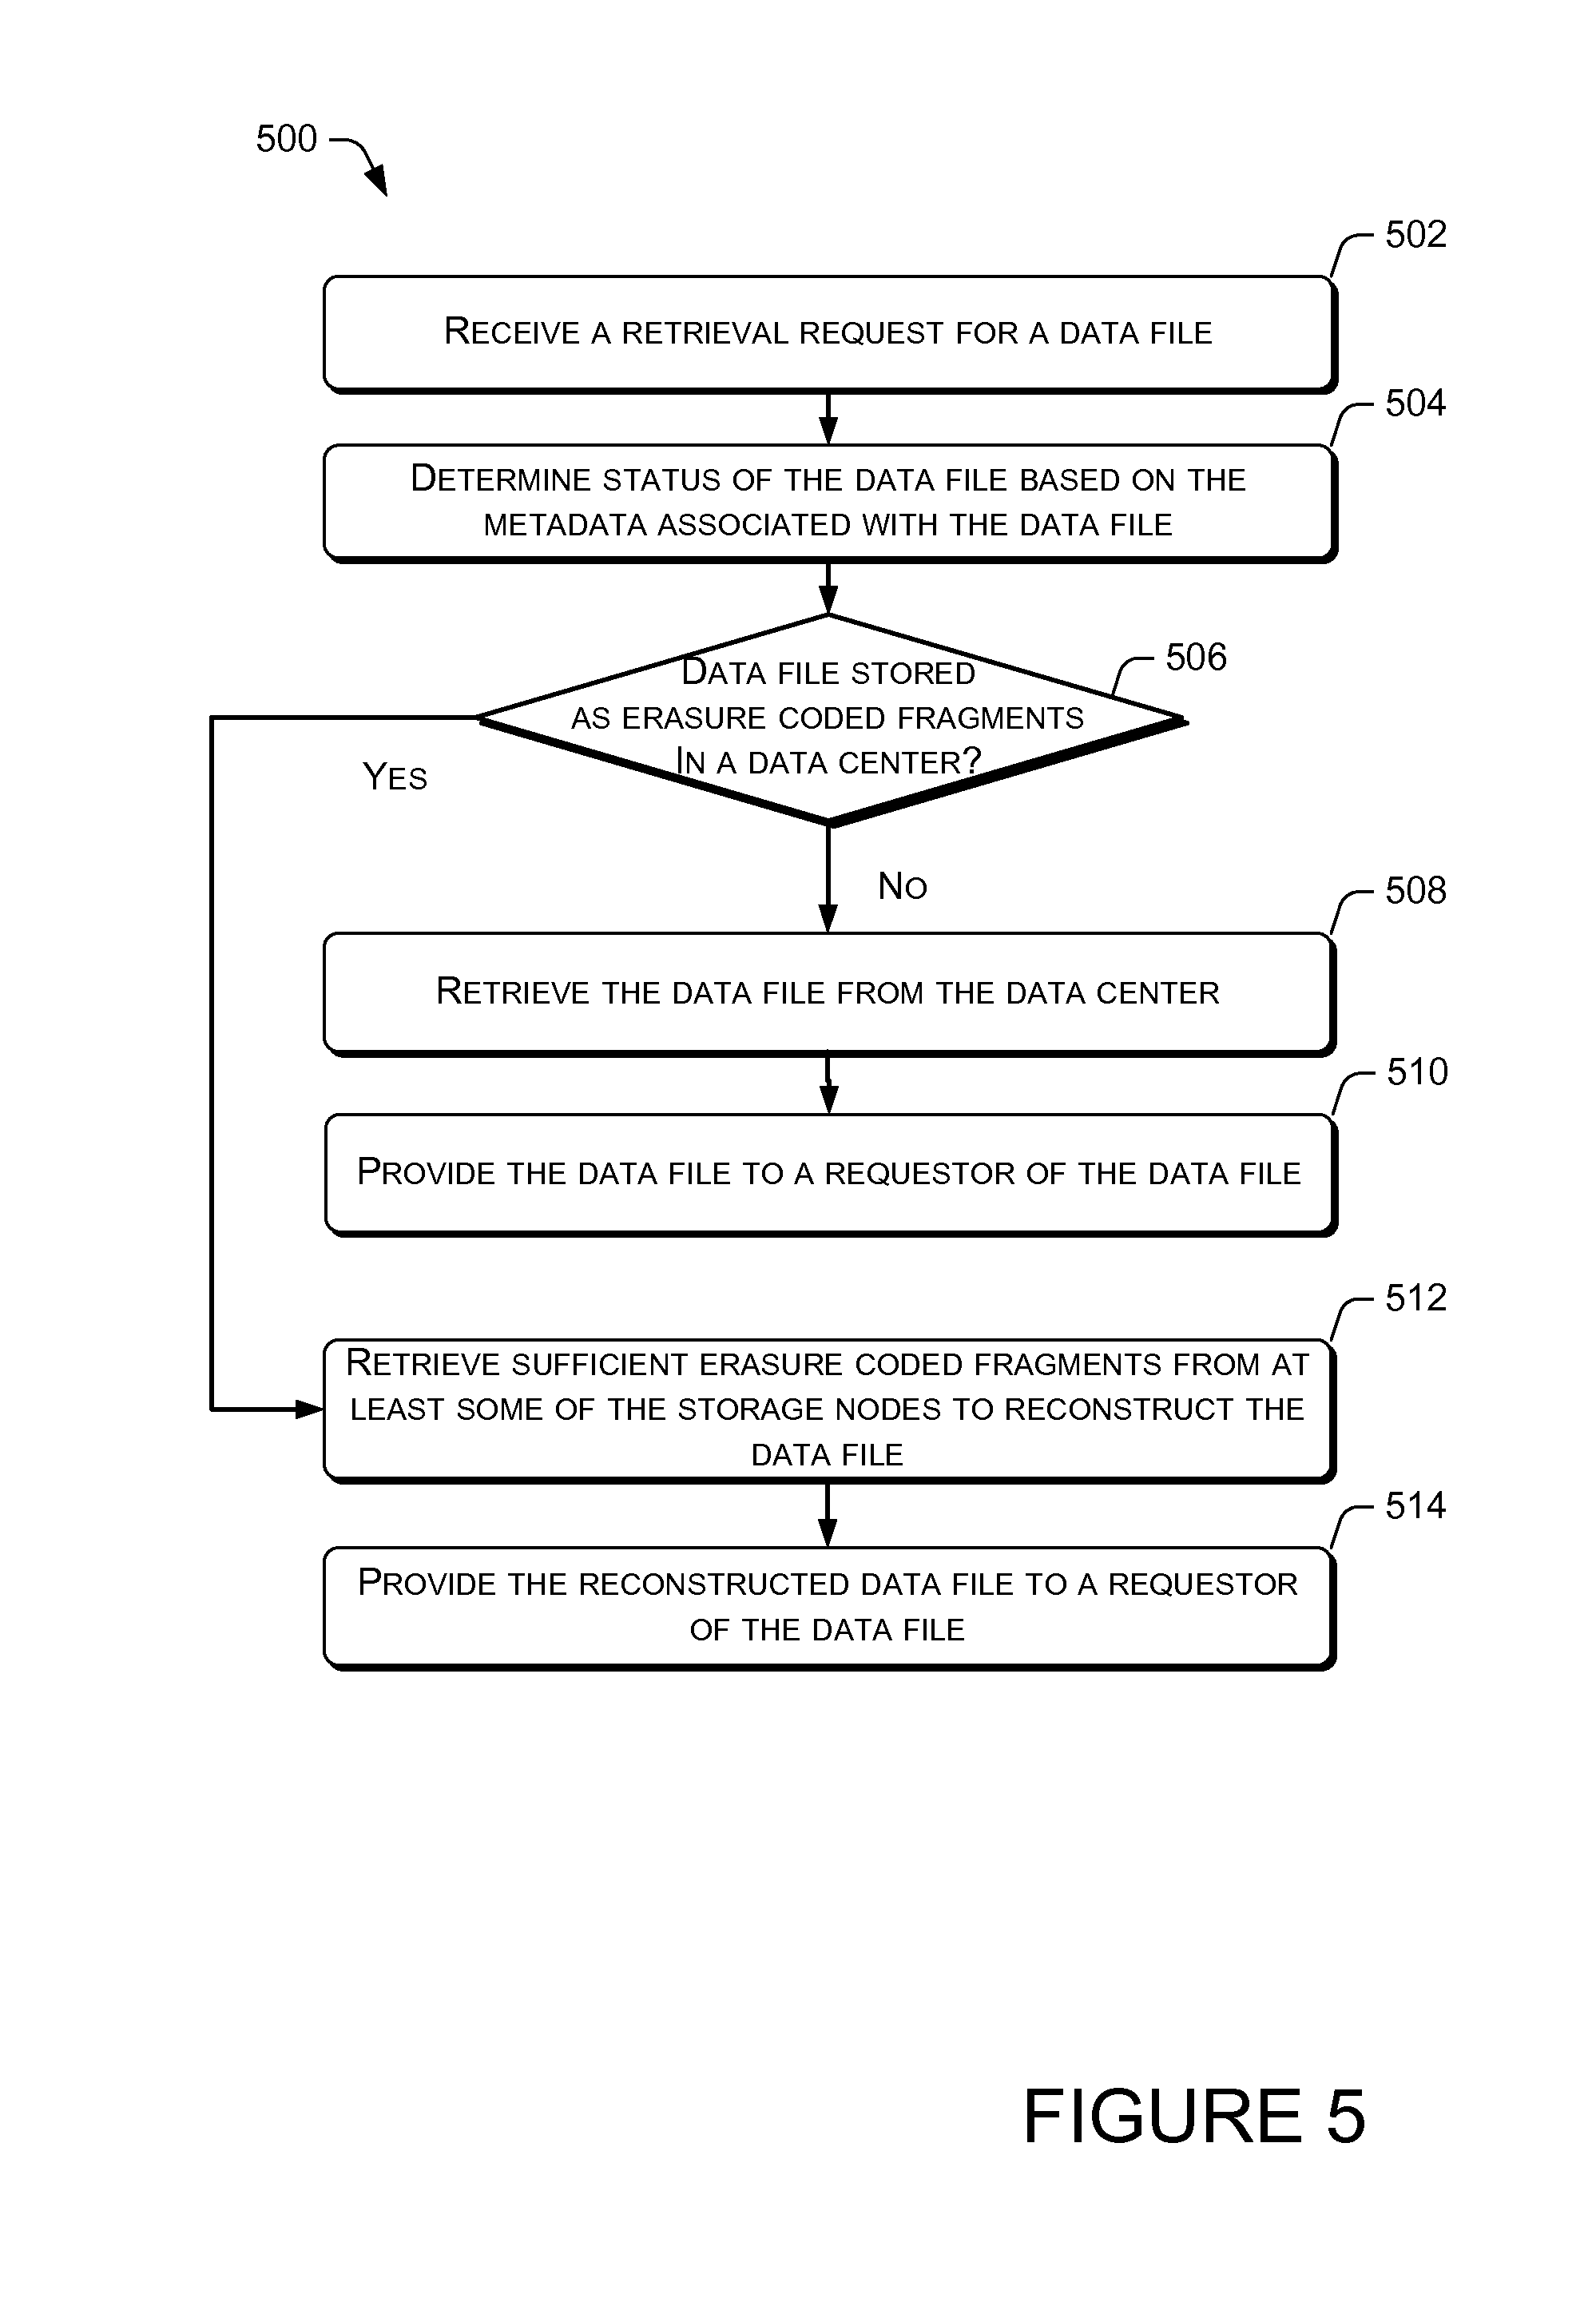 500
502
RECEIVE A RETRIEVAL REQUEST FOR A DATA FILE
504
DETERMINE STATUS OF THE DATA FILE BASED ON THE
METADATA ASSOCIATED WITH THE DATA FILE
506
DATA FILE STORED
AS ERASURE CODED FRAGMENTS
IN A DATA CENTER?
YES
NO
508
RETRIEVE THE DATA FILE FROM THE DATA CENTER
510
PROVIDE THE DATA FILE TO A REQUESTOR OF THE DATA FILE
512
RETRIEVE SUFFICIENT ERASURE CODED FRAGMENTS FROM AT
LEAST SOME OF THE STORAGE NODES TO RECONSTRUCT THE
DATA FILE
514
PROVIDE THE RECONSTRUCTED DATA FILE TO A REQUESTOR
OF THE DATA FILE
FIGURE 5